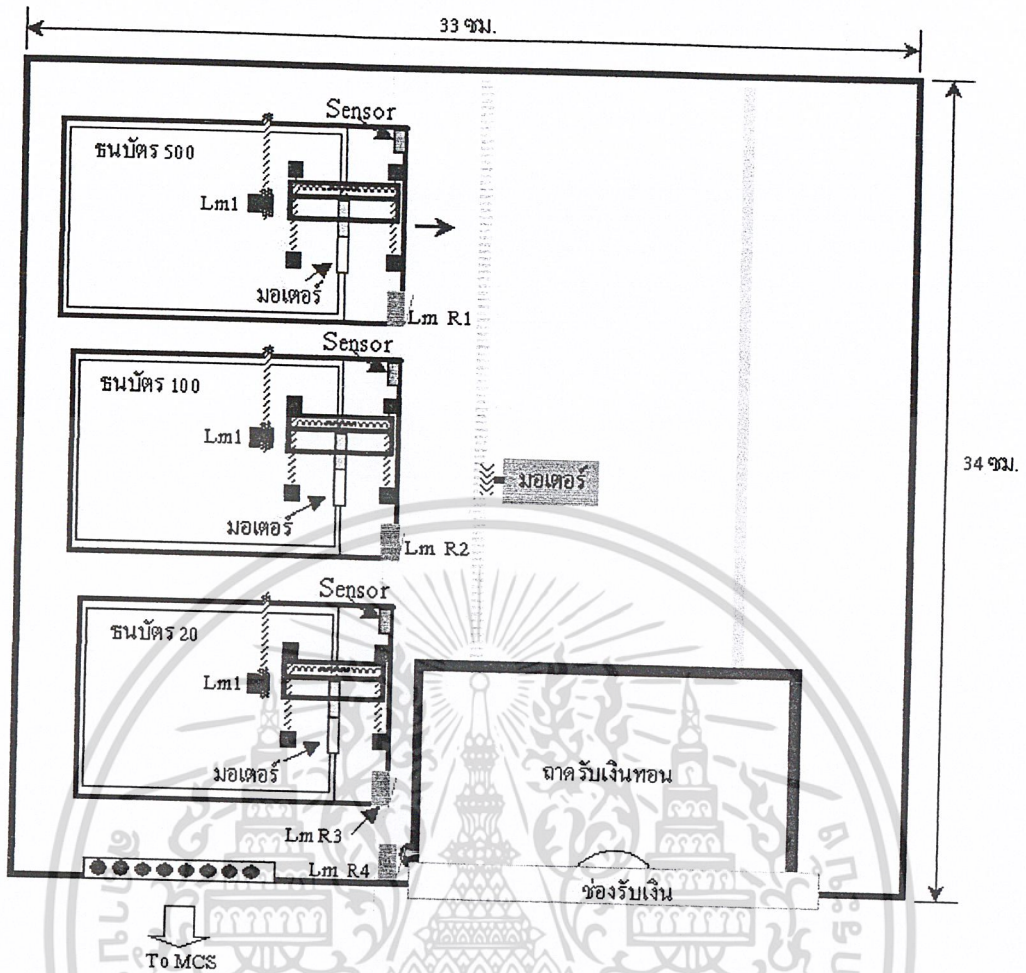 33 ซม.
Sensor
ธนบัตร 500
Lm1
มอเตอร์
Lm R1
Sensor
ธนบัตร 100
Lm1
มอเตอร์
34 ซม.
มอเตอร์
Lm R2
Sensor
ธนบัตร 20
Lm1
มอเตอร์
ถาดรับเงินทอน
Lm R3
Lm R4
ช่องรับเงิน
To MCS